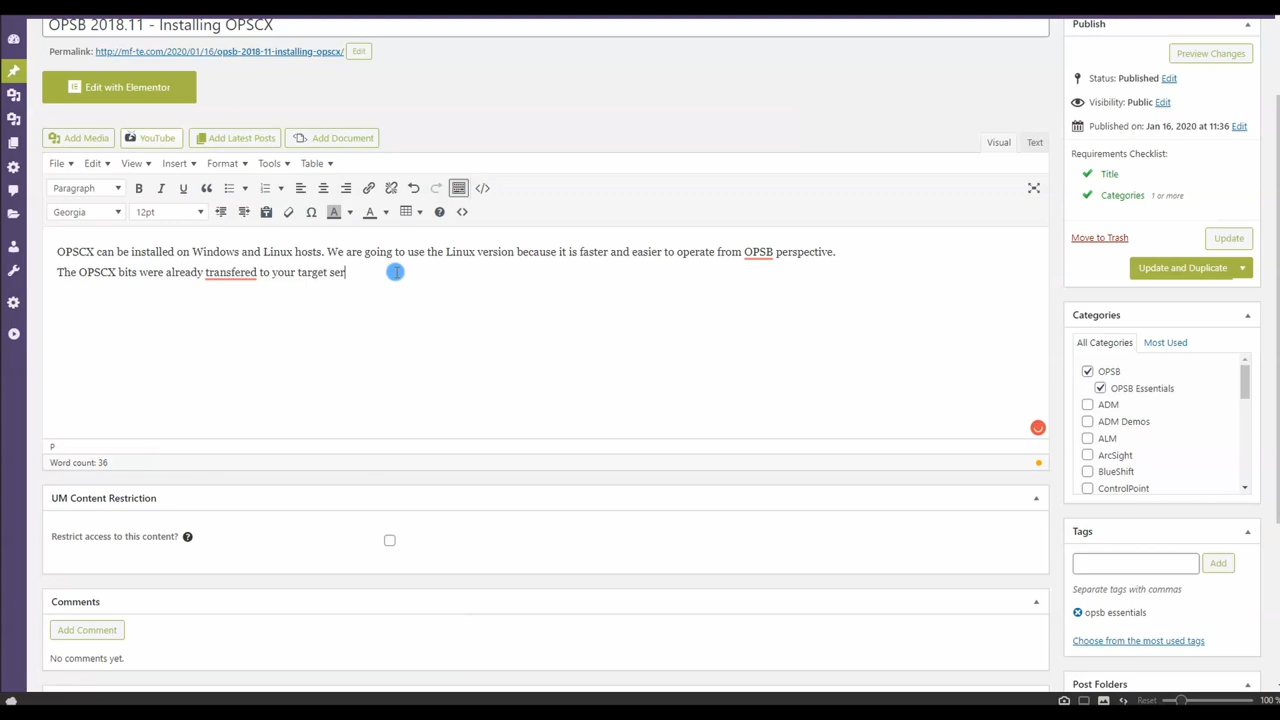 OPSB 2018.11 - Installing OPSCX
Permalink: http://mf-te.com/2020/01/16/opsb-2018-11-installing-opscx/ Edit
Edit with Elementor
Add Media YouTube Add Latest Posts Add Document
Visual Text
File Edit View Insert Format Tools Table
Paragraph
Georgia 12pt
OPSCX can be installed on Windows and Linux hosts. We are going to use the Linux version because it is faster and easier to operate from OPSB perspective.
The OPSCX bits were already transfered to your target ser
P
Word count: 36
UM Content Restriction
Restrict access to this content?
Comments
Add Comment
No comments yet.
Publish
Preview Changes
Status: Published Edit
Visibility: Public Edit
Published on: Jan 16, 2020 at 11:36 Edit
Requirements Checklist:
Title
Categories 1 or more
Move to Trash Update
Update and Duplicate
Categories
All Categories Most Used
OPSB
OPSB Essentials
ADM
ADM Demos
ALM
ArcSight
BlueShift
ControlPoint
Tags
Add
Separate tags with commas
opsb essentials
Choose from the most used tags
Post Folders
Reset 100 %